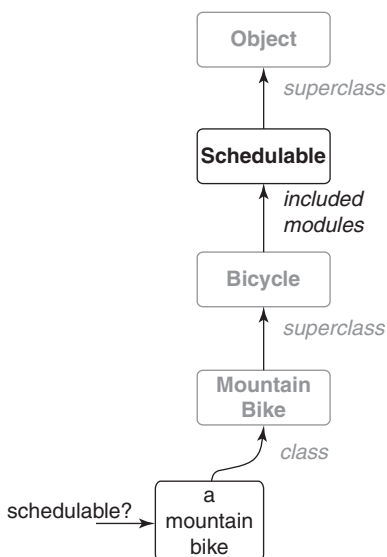 Object
superclass
Schedulable
included
modules
Bicycle
superclass
Mountain
Bike
class
schedulable?
a
mountain
bike